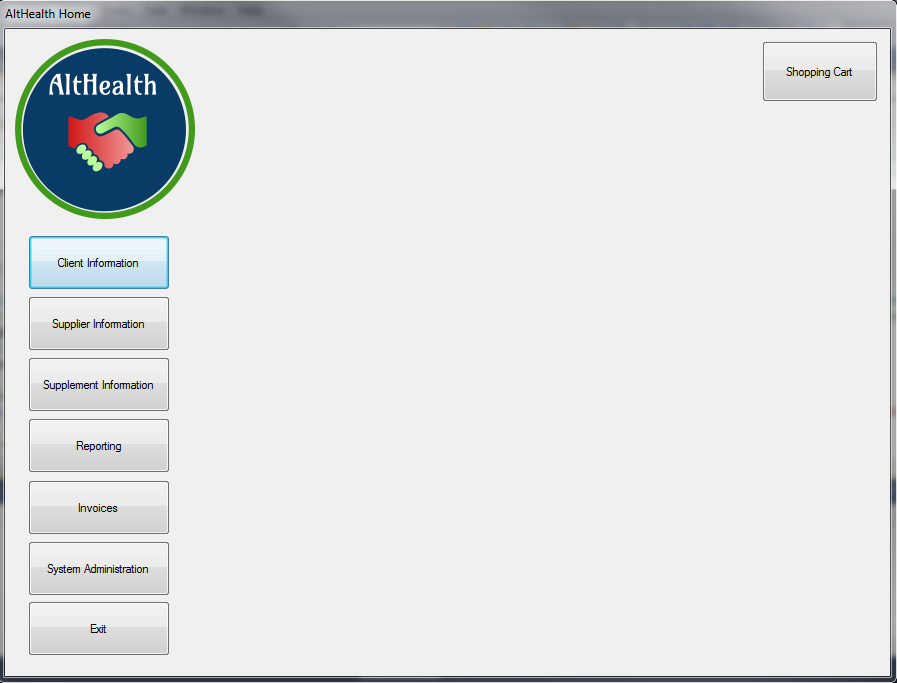 AltHealth Home
AltHealth
Shopping Cart
Client Information
Supplier Information
Supplement Information
Reporting
Invoices
System Administration
Exit